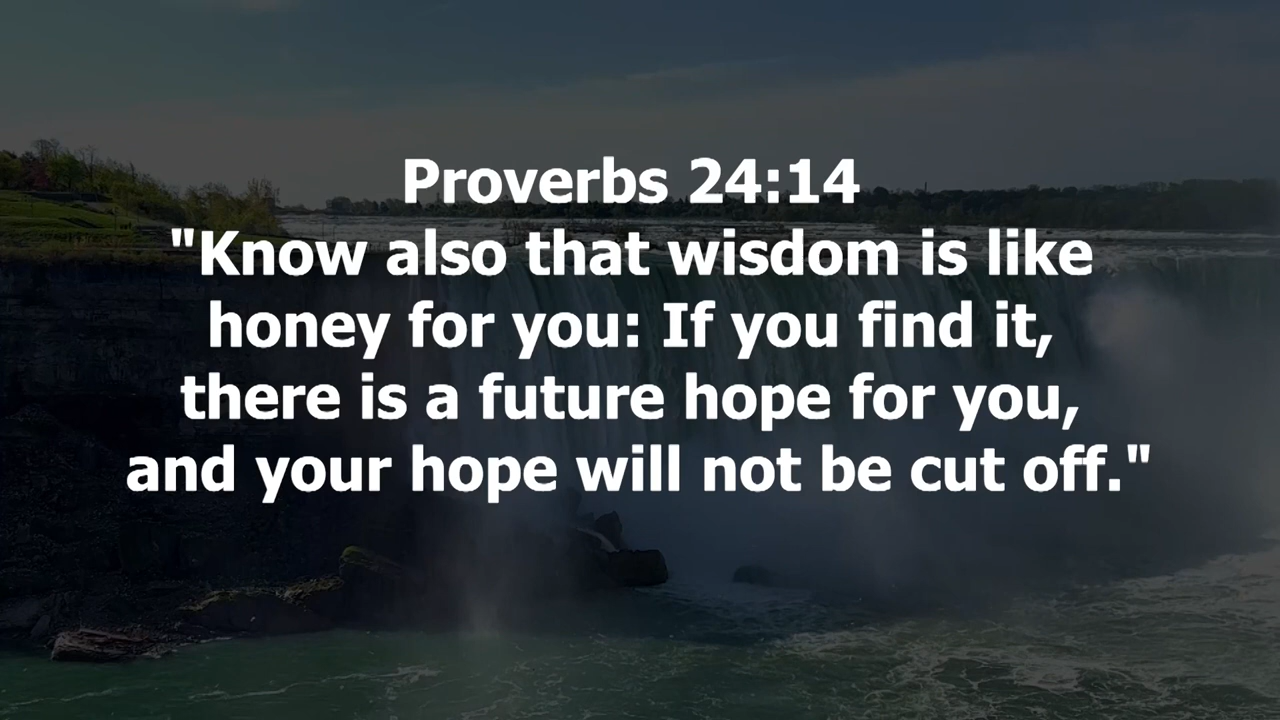 Proverbs 24:14
"Know also that wisdom is like
honey for you: If you find it,
there is a future hope for you,
and your hope will not be cut off."